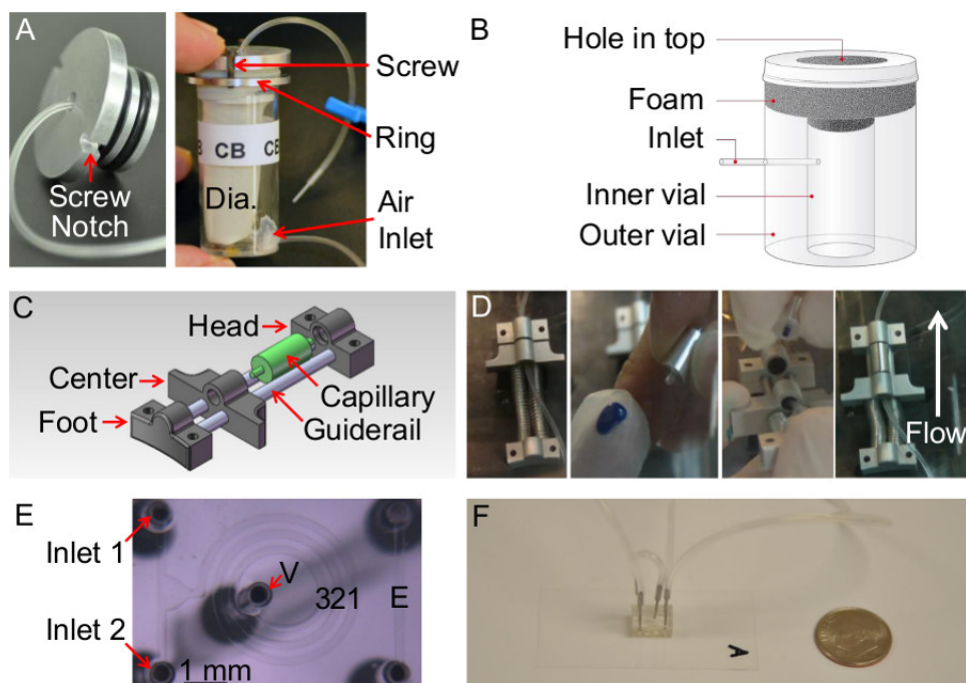 A
Screw
Notch
B CB CB
Dia.
Screw
Ring
Air
Inlet
B
Hole in top
Foam
Inlet
Inner vial
Outer vial
C
Head
Center
Foot
Capillary
Guiderail
D
Flow
E
Inlet 1
Inlet 2
V
321
E
1 mm
F
A